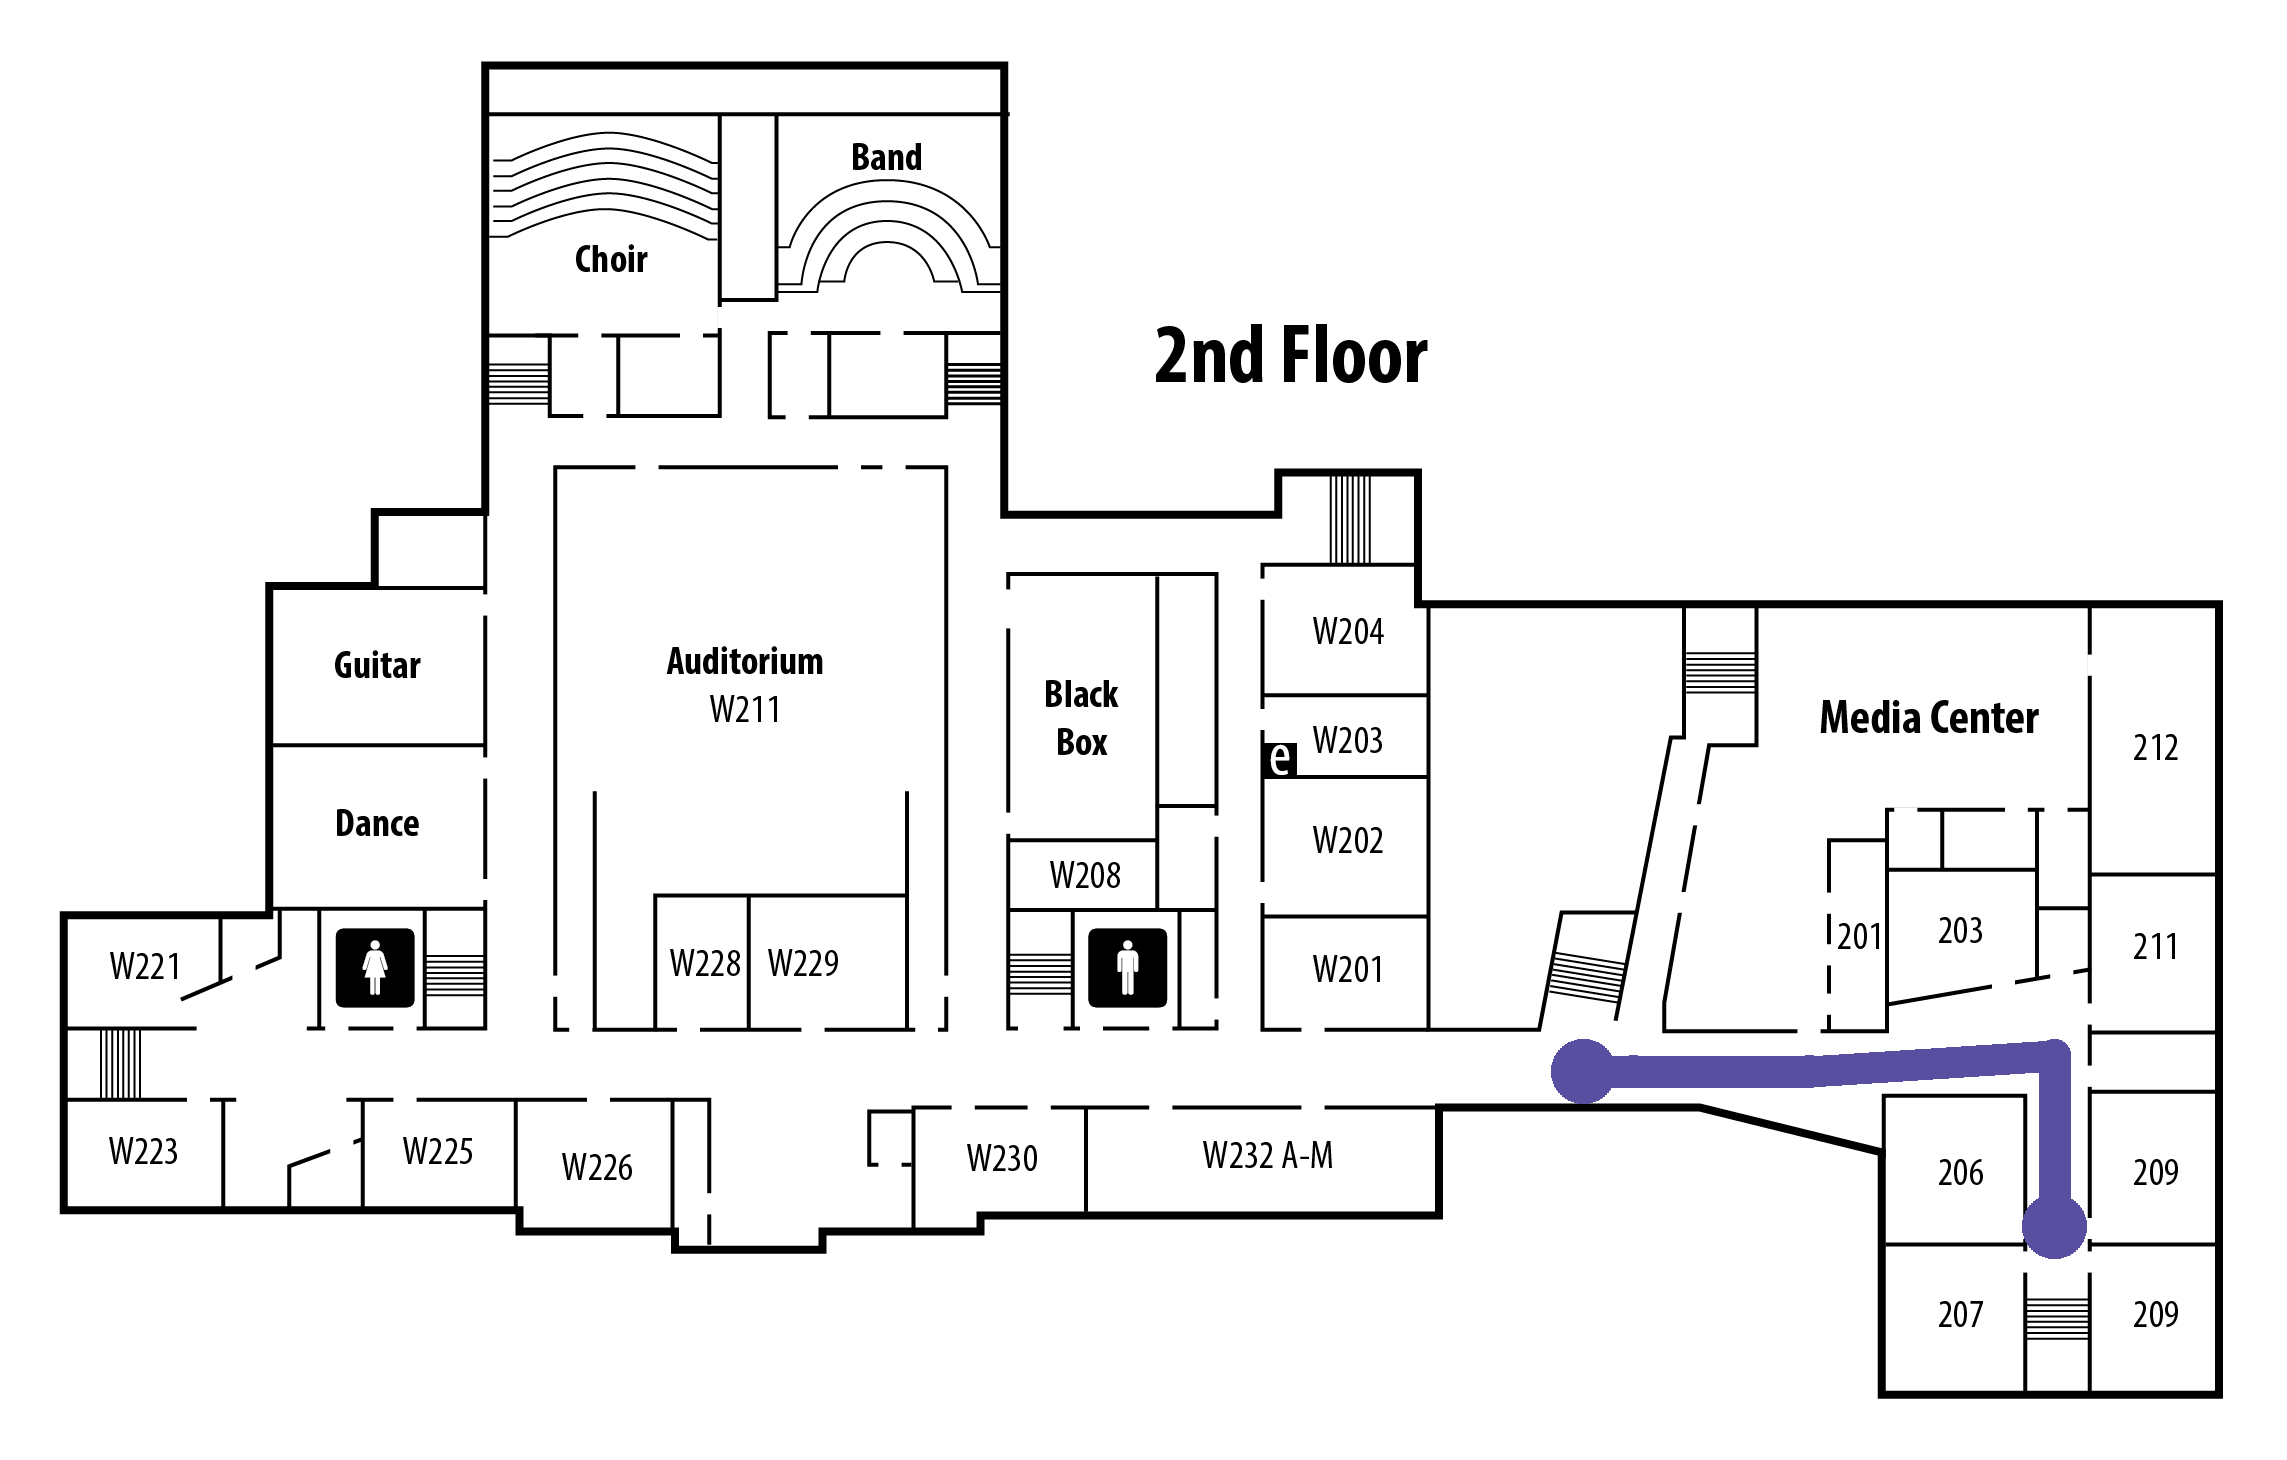 Band
Choir
2nd Floor
W204
Guitar
Auditorium
W211
Black
Box
W203
e
Media Center
212
Dance
W202
W208
W221
W228
W229
W201
201
203
211
W223
W225
W226
W230
W232 A-M
206
209
207
209